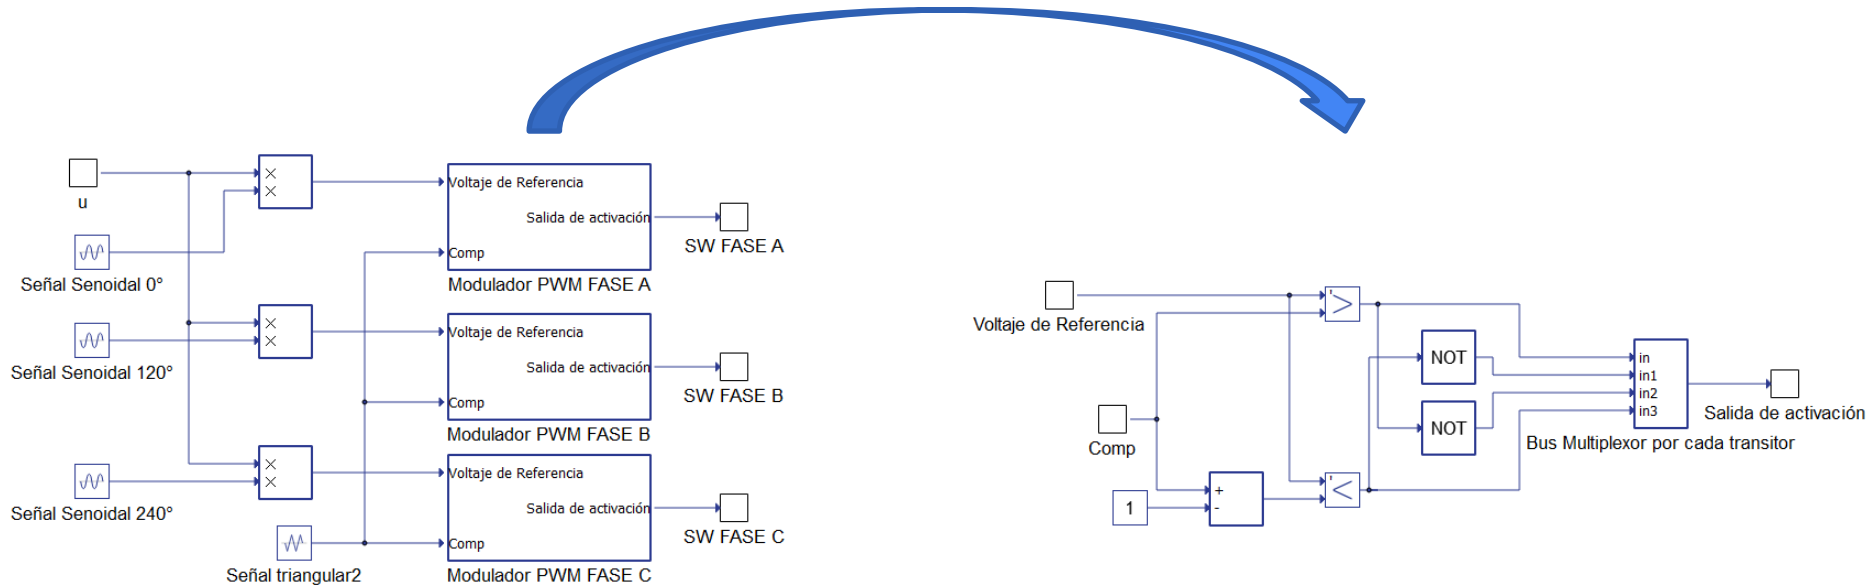 u
Señal Senoidal 0°
Señal Senoidal 120°
Señal Senoidal 240°
Señal triangular2
×
×
×
×
×
×
Voltaje de Referencia
Salida de activación
Comp
Modulador PWM FASE A
SW FASE A
Voltaje de Referencia
Salida de activación
Comp
Modulador PWM FASE B
SW FASE B
Voltaje de Referencia
Salida de activación
Comp
Modulador PWM FASE C
SW FASE C
Voltaje de Referencia
Comp
1
+
-
'>
'<
NOT
NOT
in
in1
in2
in3
Bus Multiplexor por cada transitor
Salida de activación